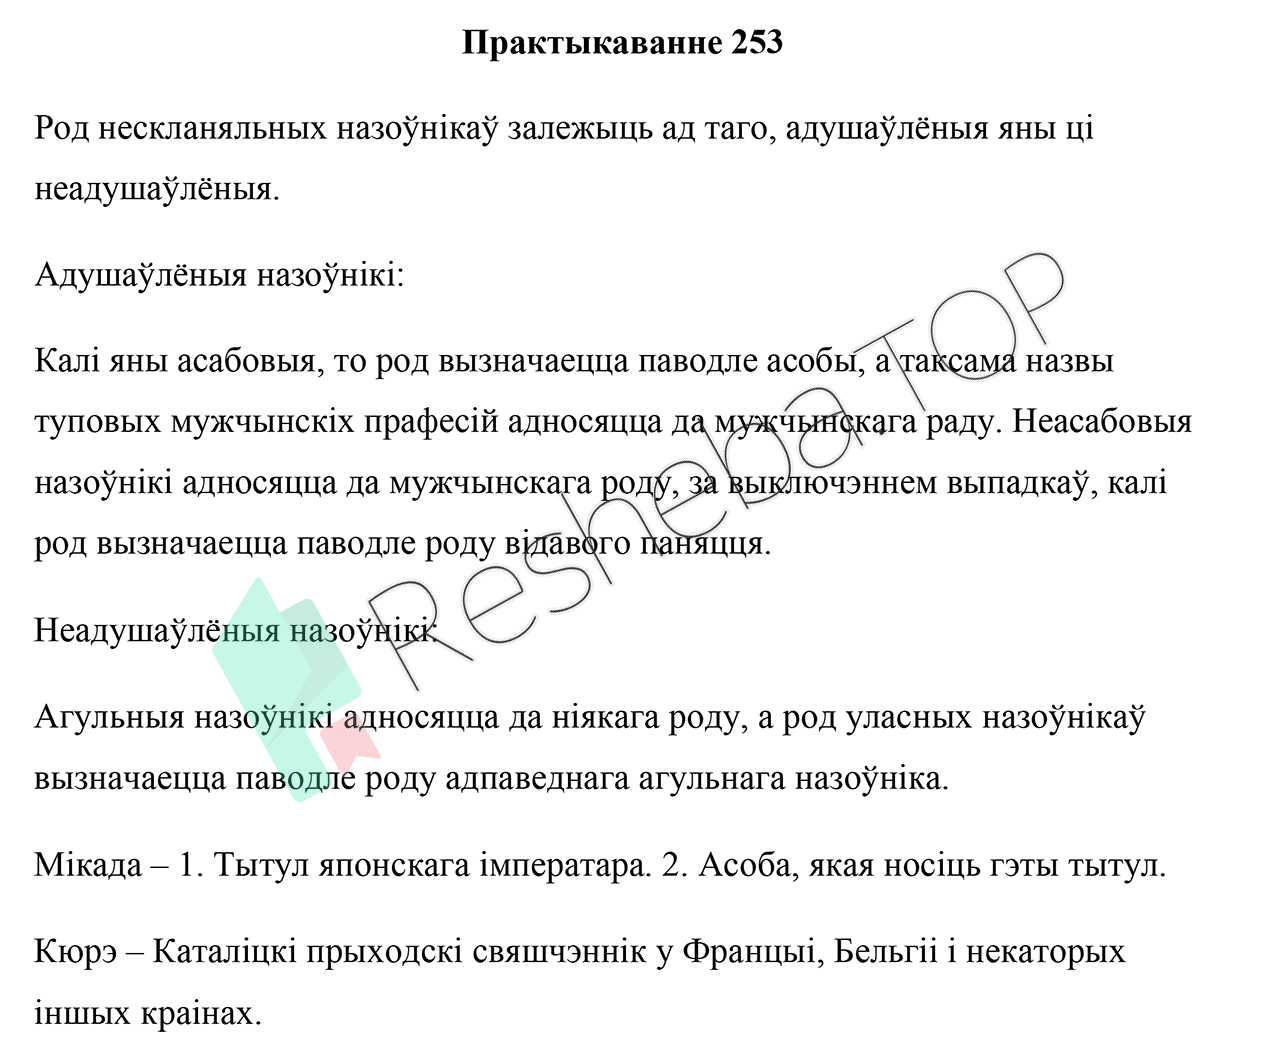 Практыкаванне 253
Род нескланяльных назоўнікаў залежыць ад таго, адушаўлёныя яны ці
неадушаўлёныя.
Адушаўлёныя назоўнікі:
Калі яны асабовыя, то род вызначаецца паводле асобы, а таксама назвы
туповых мужчынскіх прафесій адносяцца да мужчынскага раду. Неасабовыя
назоўнікі адносяцца да мужчынскага роду, за выключэннем выпадкаў, калі
род вызначаецца паводле роду відавого паняцця.
Неадушаўлёныя назоўнікі:
Агульныя назоўнікі адносяцца да ніякага роду, а род уласных назоўнікаў
вызначаецца паводле роду адпаведнага агульнага назоўніка.
Мікада – 1. Тытул японскага імператара. 2. Асоба, якая носіць гэты тытул.
Кюрэ – Каталіцкі прыходскі свяшчэннік у Францыі, Бельгіі і некаторых
іншых краінах.
Resheba.TOP